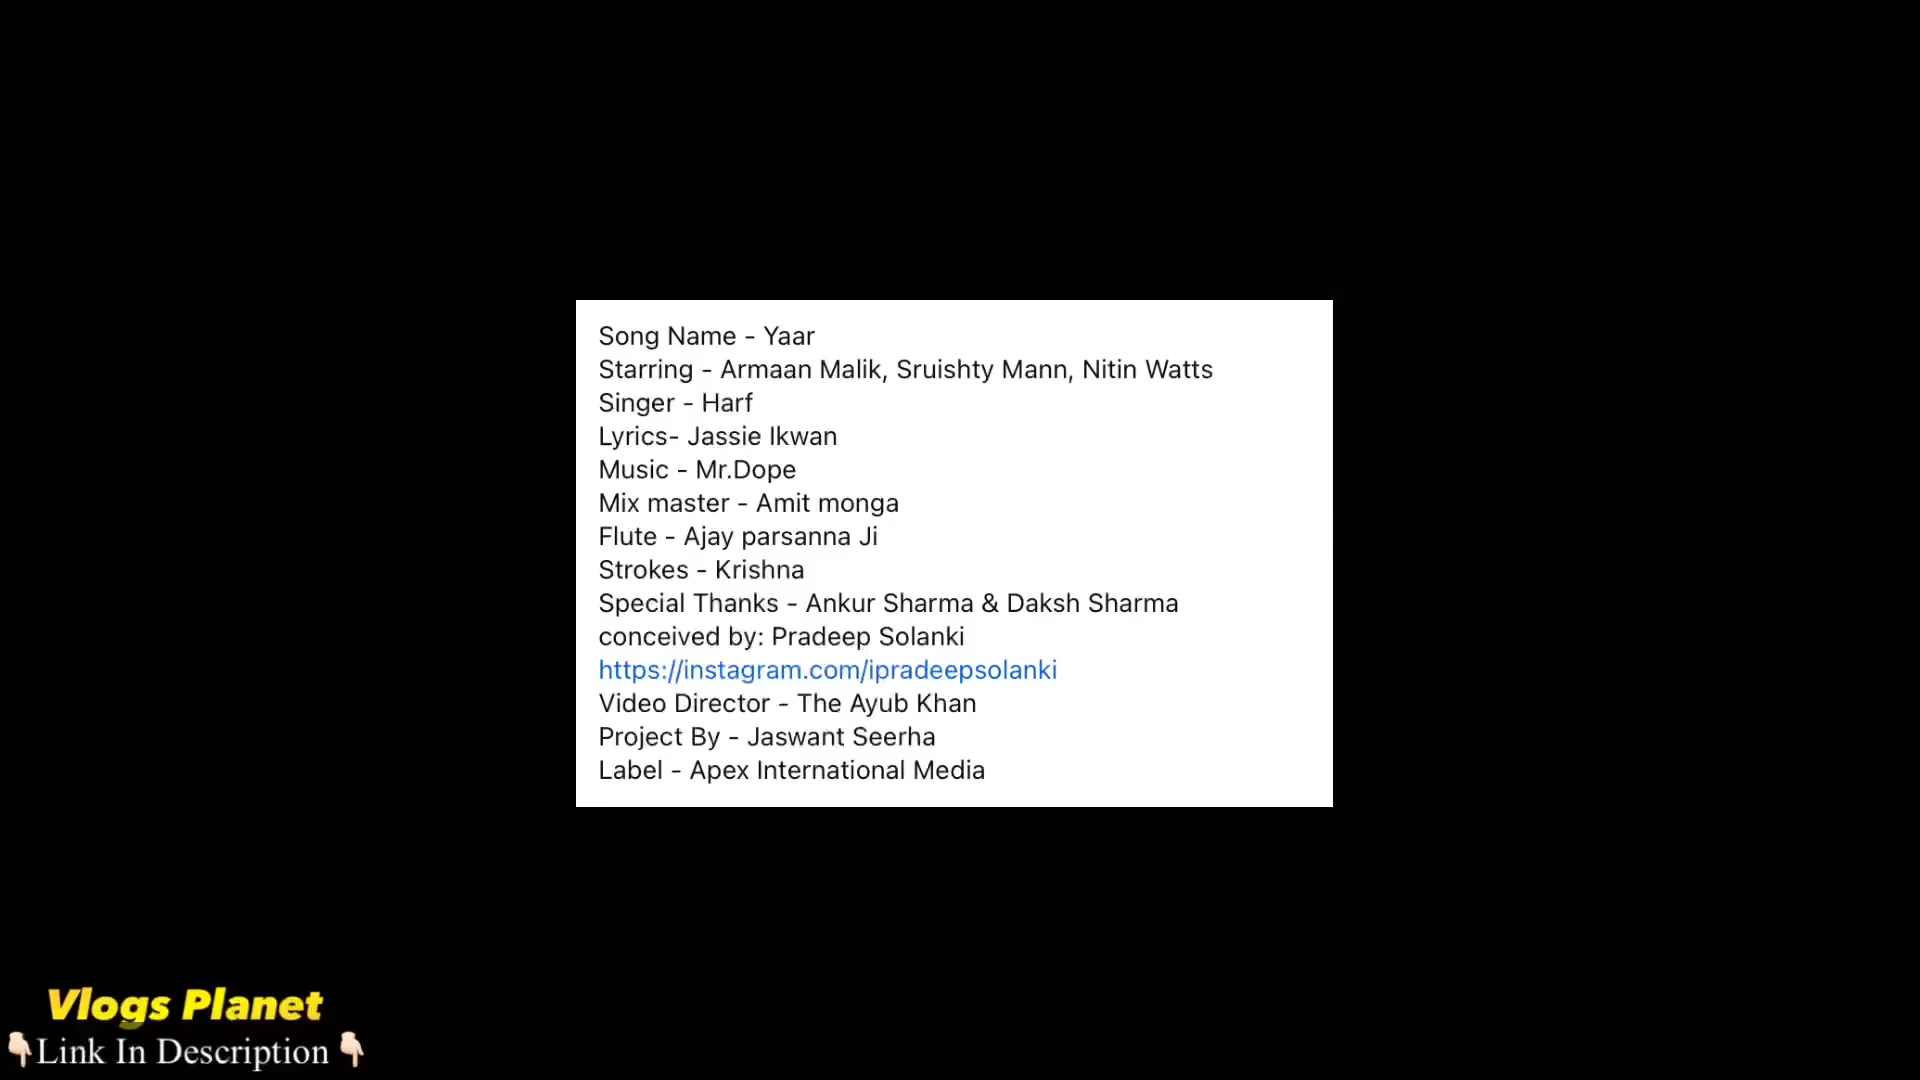 Song Name - Yaar
Starring - Armaan Malik, Sruishty Mann, Nitin Watts
Singer - Harf
Lyrics- Jassie Ikwan
Music - Mr.Dope
Mix master - Amit monga
Flute - Ajay parsanna Ji
Strokes - Krishna
Special Thanks - Ankur Sharma & Daksh Sharma
conceived by: Pradeep Solanki
https://instagram.com/ipradeepsolanki
Video Director - The Ayub Khan
Project By - Jaswant Seerha
Label - Apex International Media
Vlogs Planet
👇🏻Link In Description 👇🏻